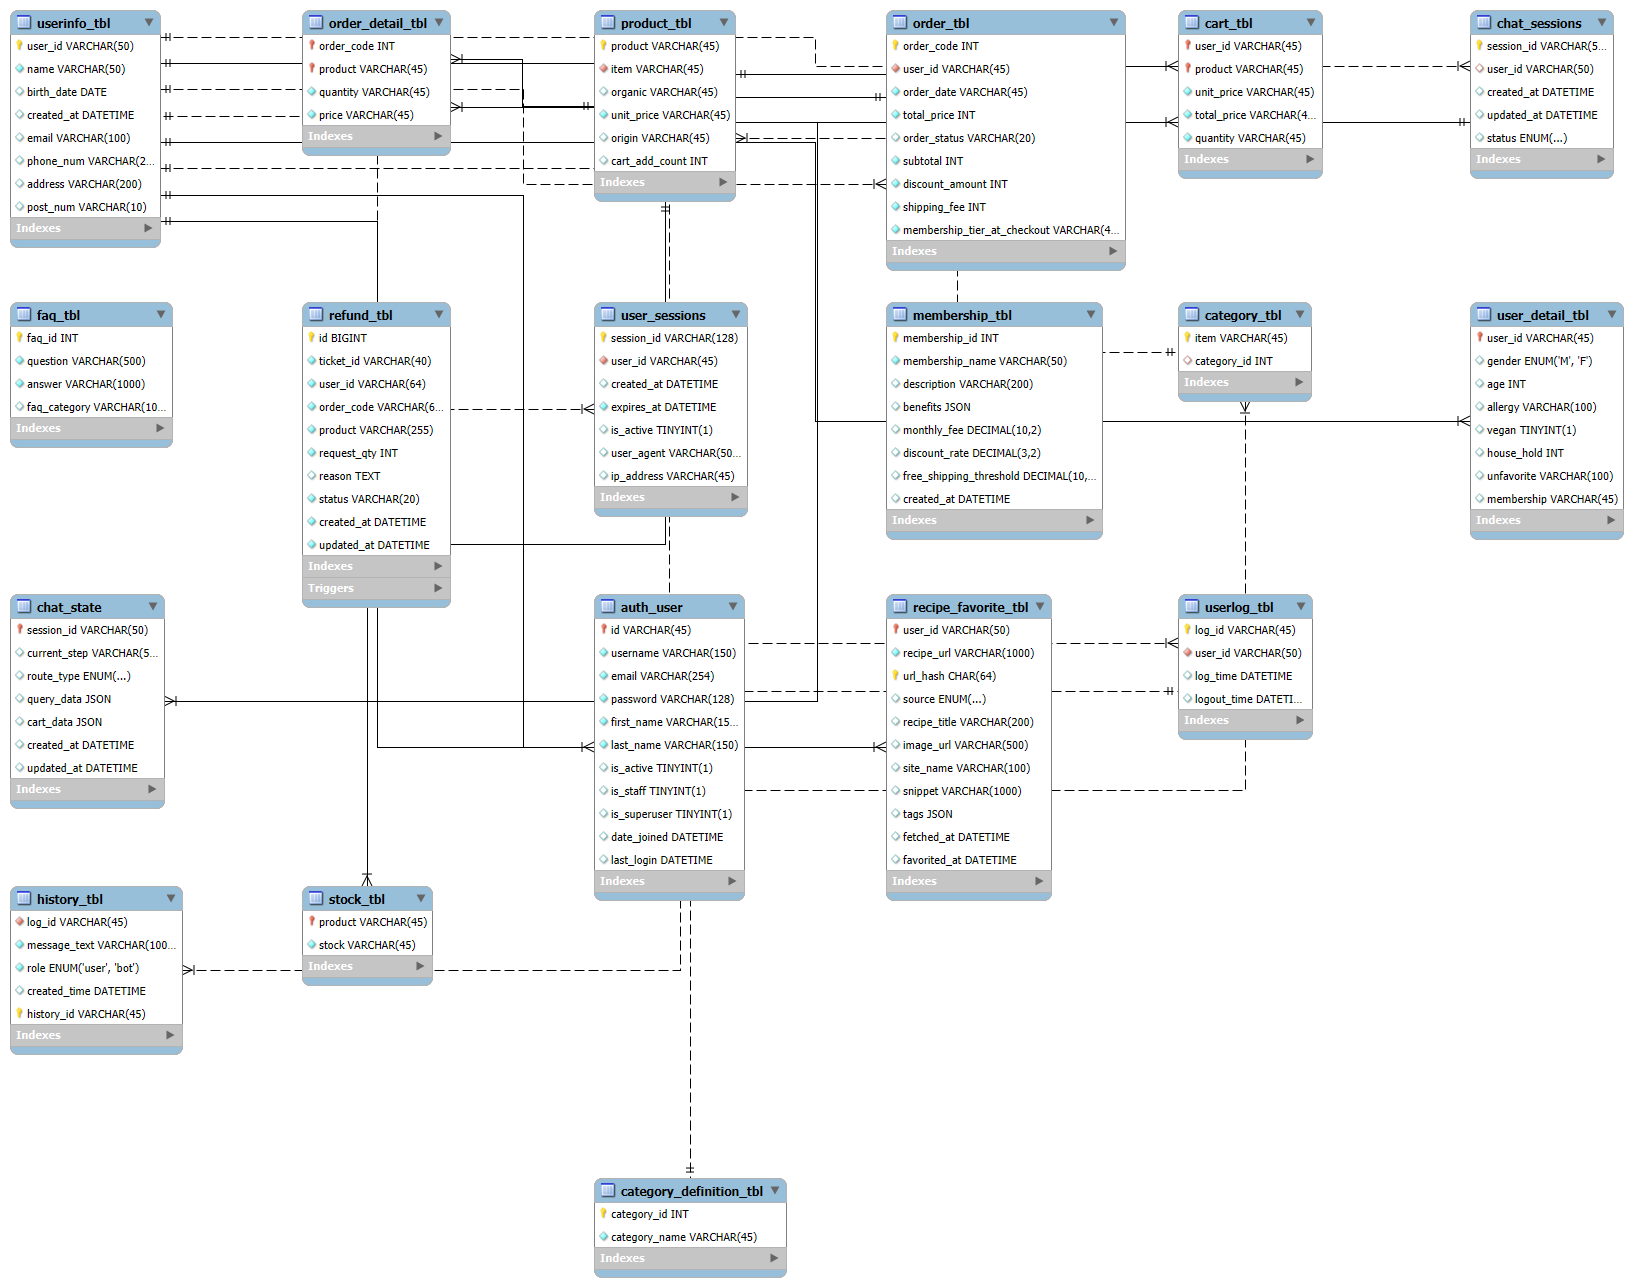 userinfo_tbl
user_id VARCHAR(50)
name VARCHAR(50)
birth_date DATE
created_at DATETIME
email VARCHAR(100)
phone_num VARCHAR(2...
address VARCHAR(200)
post_num VARCHAR(10)
Indexes
order_detail_tbl
order_code INT
product VARCHAR(45)
quantity VARCHAR(45)
price VARCHAR(45)
Indexes
product_tbl
product VARCHAR(45)
item VARCHAR(45)
organic VARCHAR(45)
unit_price VARCHAR(45)
origin VARCHAR(45)
cart_add_count INT
Indexes
order_tbl
order_code INT
user_id VARCHAR(45)
order_date VARCHAR(45)
total_price INT
order_status VARCHAR(20)
subtotal INT
discount_amount INT
shipping_fee INT
membership_tier_at_checkout VARCHAR(4...
Indexes
cart_tbl
user_id VARCHAR(45)
product VARCHAR(45)
unit_price VARCHAR(45)
total_price VARCHAR(4...
quantity VARCHAR(45)
Indexes
chat_sessions
session_id VARCHAR(5...
user_id VARCHAR(50)
created_at DATETIME
updated_at DATETIME
status ENUM(...)
Indexes
faq_tbl
faq_id INT
question VARCHAR(500)
answer VARCHAR(1000)
faq_category VARCHAR(10...
Indexes
refund_tbl
id BIGINT
ticket_id VARCHAR(40)
user_id VARCHAR(64)
order_code VARCHAR(6...
product VARCHAR(255)
request_qty INT
reason TEXT
status VARCHAR(20)
created_at DATETIME
updated_at DATETIME
Indexes
Triggers
user_sessions
session_id VARCHAR(128)
user_id VARCHAR(45)
created_at DATETIME
expires_at DATETIME
is_active TINYINT(1)
user_agent VARCHAR(50...
ip_address VARCHAR(45)
Indexes
membership_tbl
membership_id INT
membership_name VARCHAR(50)
description VARCHAR(200)
benefits JSON
monthly_fee DECIMAL(10,2)
discount_rate DECIMAL(3,2)
free_shipping_threshold DECIMAL(10,...
created_at DATETIME
Indexes
category_tbl
item VARCHAR(45)
category_id INT
Indexes
user_detail_tbl
user_id VARCHAR(45)
gender ENUM('M', 'F')
age INT
allergy VARCHAR(100)
vegan TINYINT(1)
house_hold INT
unfavorite VARCHAR(100)
membership VARCHAR(45)
Indexes
chat_state
session_id VARCHAR(50)
current_step VARCHAR(5...
route_type ENUM(...)
query_data JSON
cart_data JSON
created_at DATETIME
updated_at DATETIME
Indexes
auth_user
id VARCHAR(45)
username VARCHAR(150)
email VARCHAR(254)
password VARCHAR(128)
first_name VARCHAR(15...
last_name VARCHAR(150)
is_active TINYINT(1)
is_staff TINYINT(1)
is_superuser TINYINT(1)
date_joined DATETIME
last_login DATETIME
Indexes
recipe_favorite_tbl
user_id VARCHAR(50)
recipe_url VARCHAR(1000)
url_hash CHAR(64)
source ENUM(...)
recipe_title VARCHAR(200)
image_url VARCHAR(500)
site_name VARCHAR(100)
snippet VARCHAR(1000)
tags JSON
fetched_at DATETIME
favorited_at DATETIME
Indexes
userlog_tbl
log_id VARCHAR(45)
user_id VARCHAR(50)
log_time DATETIME
logout_time DATETI...
Indexes
history_tbl
log_id VARCHAR(45)
message_text VARCHAR(100...
role ENUM('user', 'bot')
created_time DATETIME
history_id VARCHAR(45)
Indexes
stock_tbl
product VARCHAR(45)
stock VARCHAR(45)
Indexes
category_definition_tbl
category_id INT
category_name VARCHAR(45)
Indexes